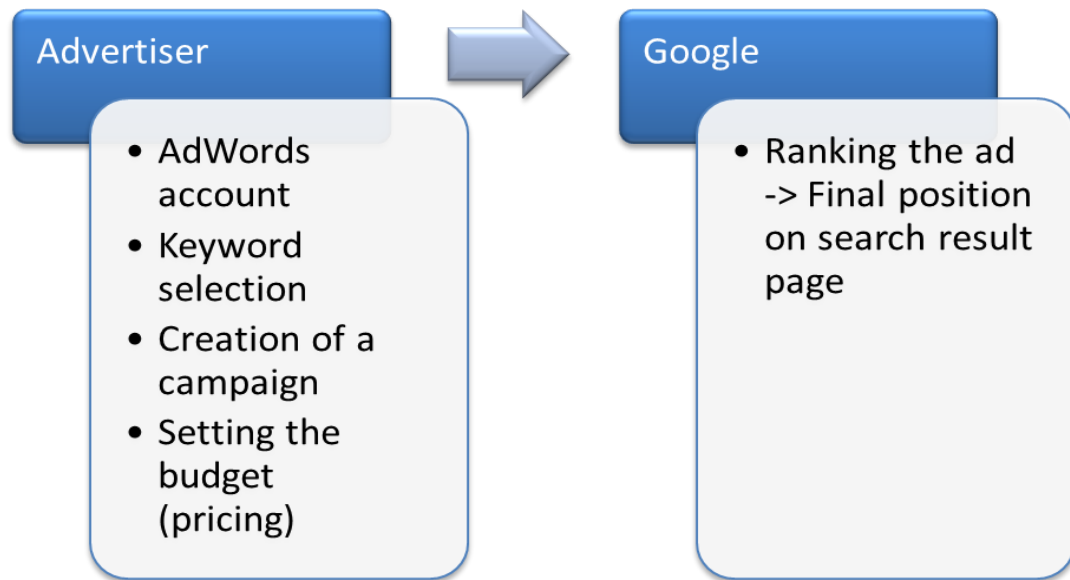 Advertiser
• AdWords
account
• Keyword
selection
• Creation of a
campaign
• Setting the
budget
(pricing)
Google
• Ranking the ad
-> Final position
on search result
page